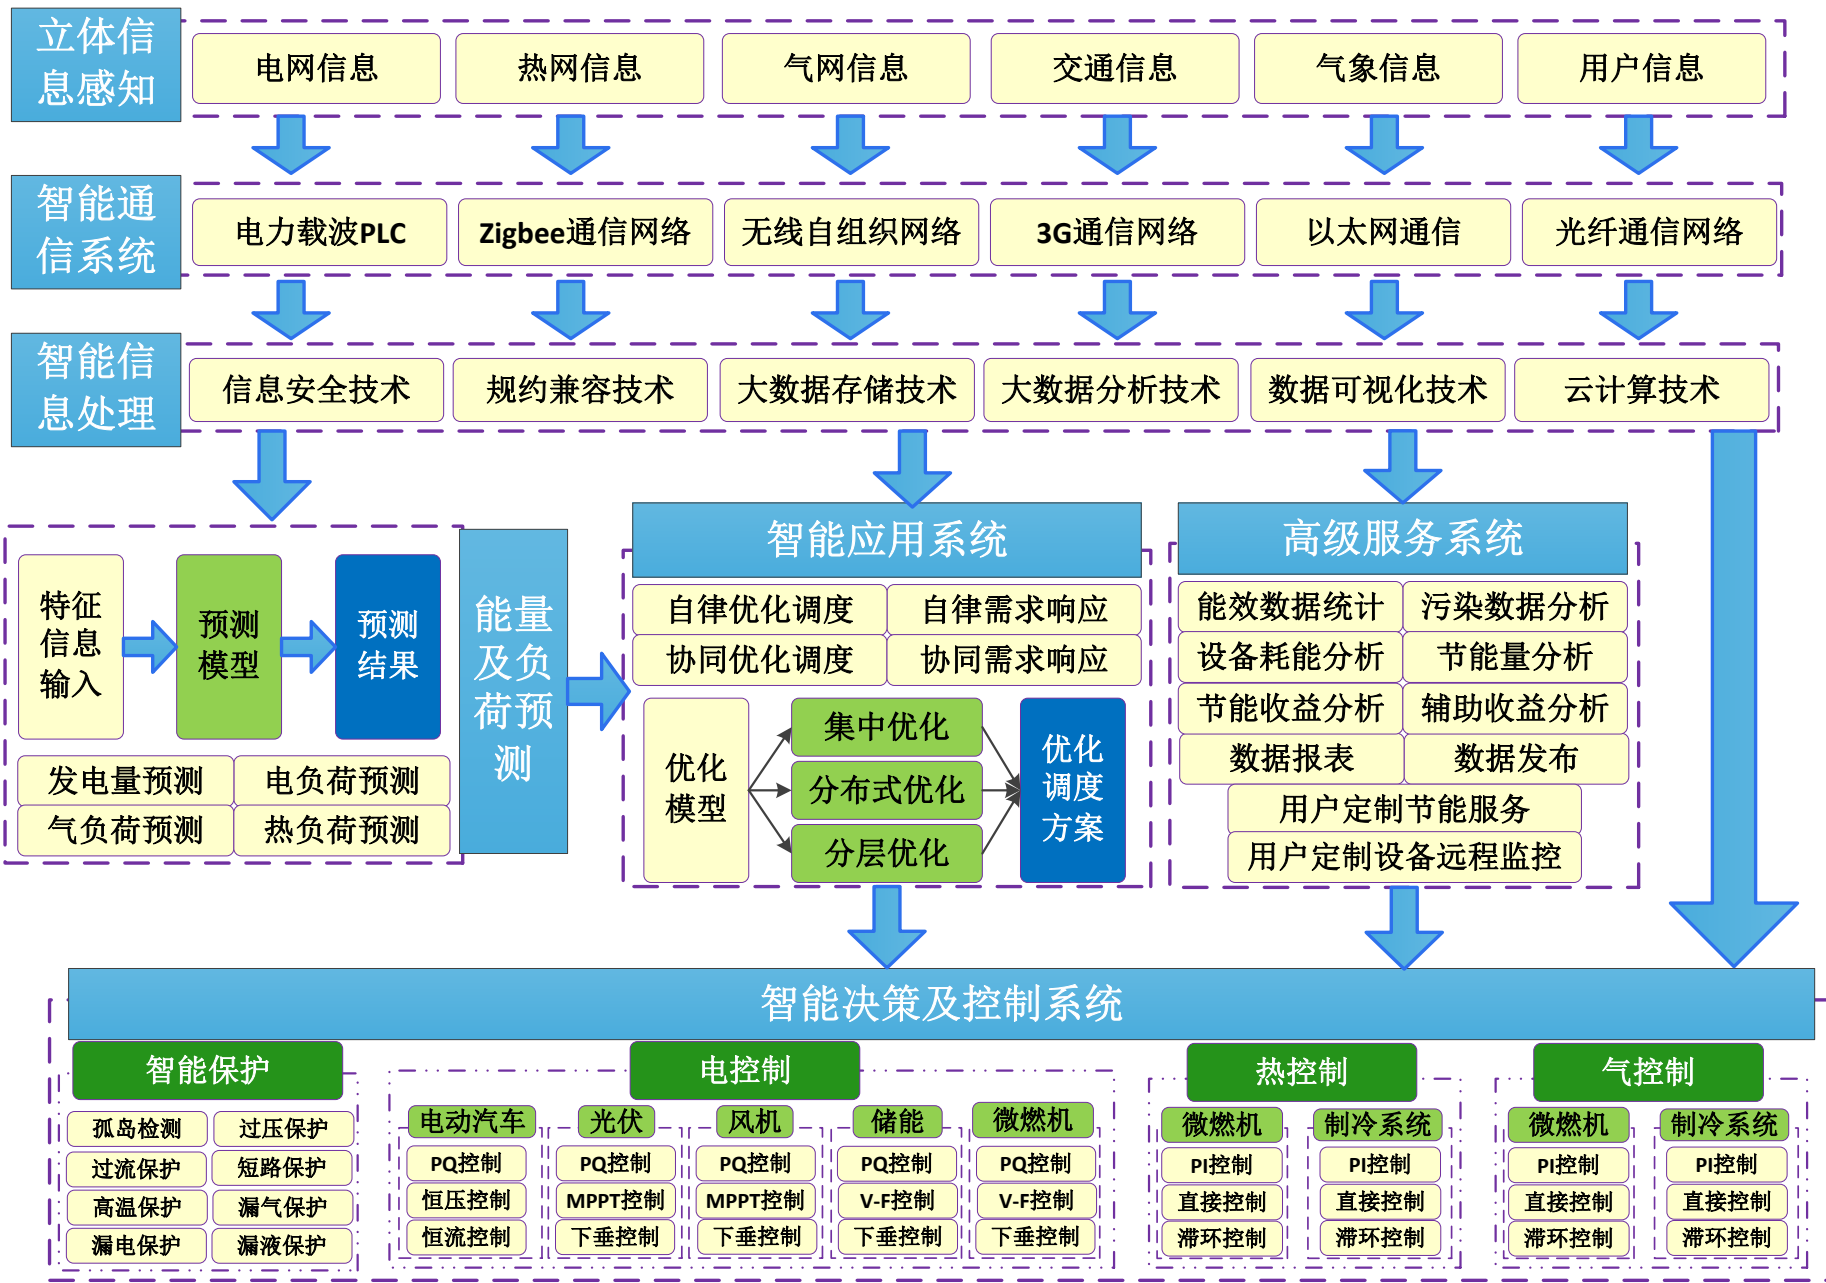 立体信
息感知
电网信息
热网信息
气网信息
交通信息
气象信息
用户信息
智能通
信系统
电力载波PLC
Zigbee通信网络
无线自组织网络
3G通信网络
以太网通信
光纤通信网络
智能信
息处理
信息安全技术
规约兼容技术
大数据存储技术
大数据分析技术
数据可视化技术
云计算技术
特征
信息
输入
预测
模型
预测
结果
发电量预测
电负荷预测
气负荷预测
热负荷预测
能量
及负
荷预
测
智能应用系统
自律优化调度
自律需求响应
协同优化调度
协同需求响应
优化
模型
集中优化
分布式优化
分层优化
优化
调度
方案
高级服务系统
能效数据统计
污染数据分析
设备耗能分析
节能量分析
节能收益分析
辅助收益分析
数据报表
数据发布
用户定制节能服务
用户定制设备远程监控
智能决策及控制系统
智能保护
孤岛检测
过压保护
过流保护
短路保护
高温保护
漏气保护
漏电保护
漏液保护
电控制
电动汽车
PQ控制
恒压控制
恒流控制
光伏
PQ控制
MPPT控制
下垂控制
风机
PQ控制
MPPT控制
下垂控制
储能
PQ控制
V-F控制
下垂控制
微燃机
PQ控制
V-F控制
下垂控制
热控制
微燃机
PI控制
直接控制
滞环控制
制冷系统
PI控制
直接控制
滞环控制
气控制
微燃机
PI控制
直接控制
滞环控制
制冷系统
PI控制
直接控制
滞环控制